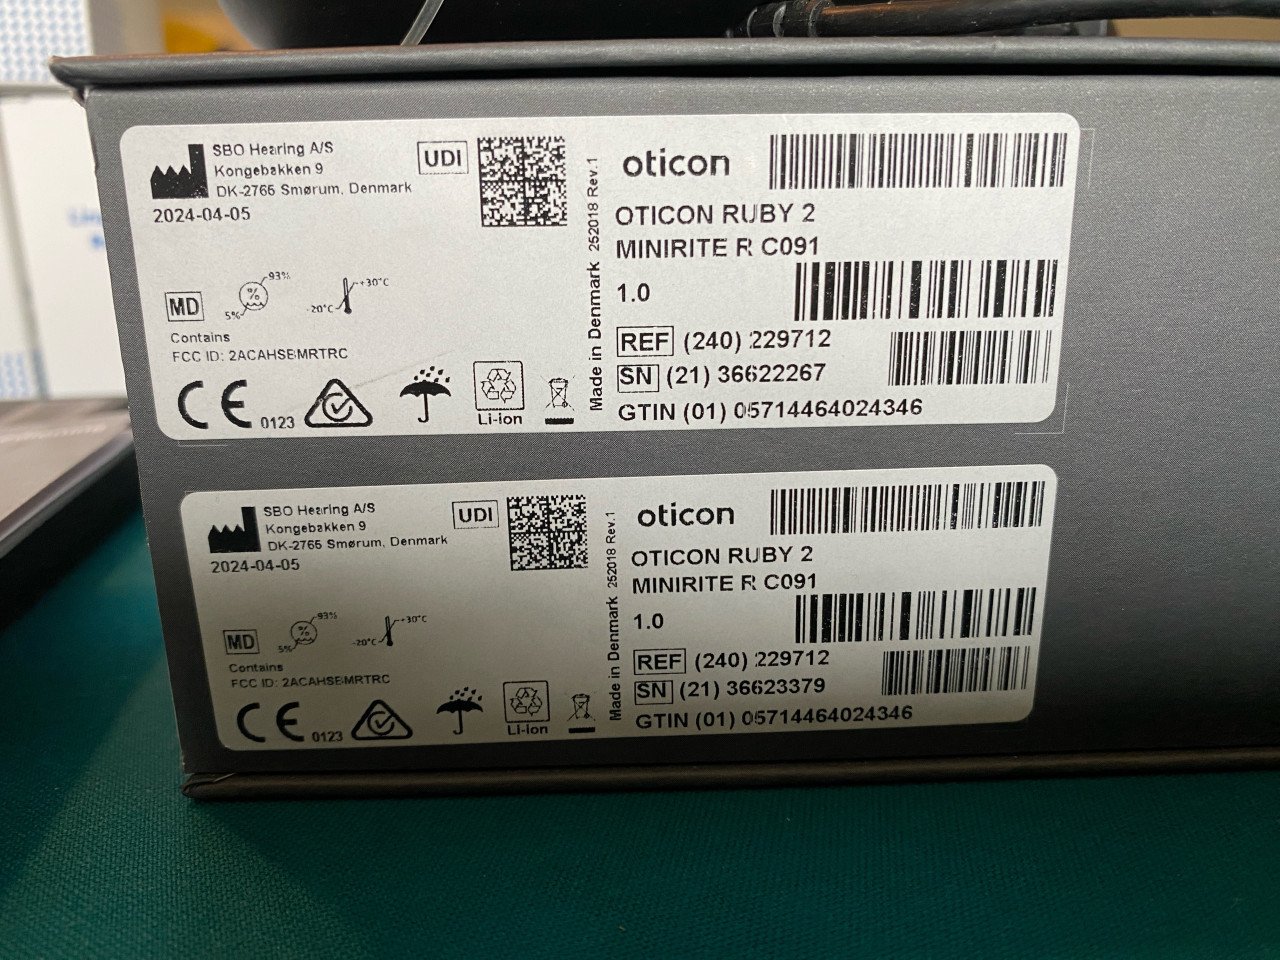 SBO Hearing A/S
Kongebakken 9
DK-2765 Smørum, Denmark
2024-04-05
UDI
MD
5%
%
93%
-20°C
+30°C
Contains
FCC ID: 2ACAHSBMRTRC
CE 0123
Li-ion
Made in Denmark 252018 Rev.1
oticon
OTICON RUBY 2
MINIRITE R C091
1.0
REF (240) 229712
SN (21) 36622267
GTIN (01) 05714464024346
SBO Hearing A/S
Kongebakken 9
DK-2765 Smørum, Denmark
2024-04-05
UDI
MD
5%
%
93%
-20°C
+30°C
Contains
FCC ID: 2ACAHSBMRTRC
CE 0123
Li-ion
Made in Denmark 252018 Rev.1
oticon
OTICON RUBY 2
MINIRITE R C091
1.0
REF (240) 229712
SN (21) 36623379
GTIN (01) 05714464024346